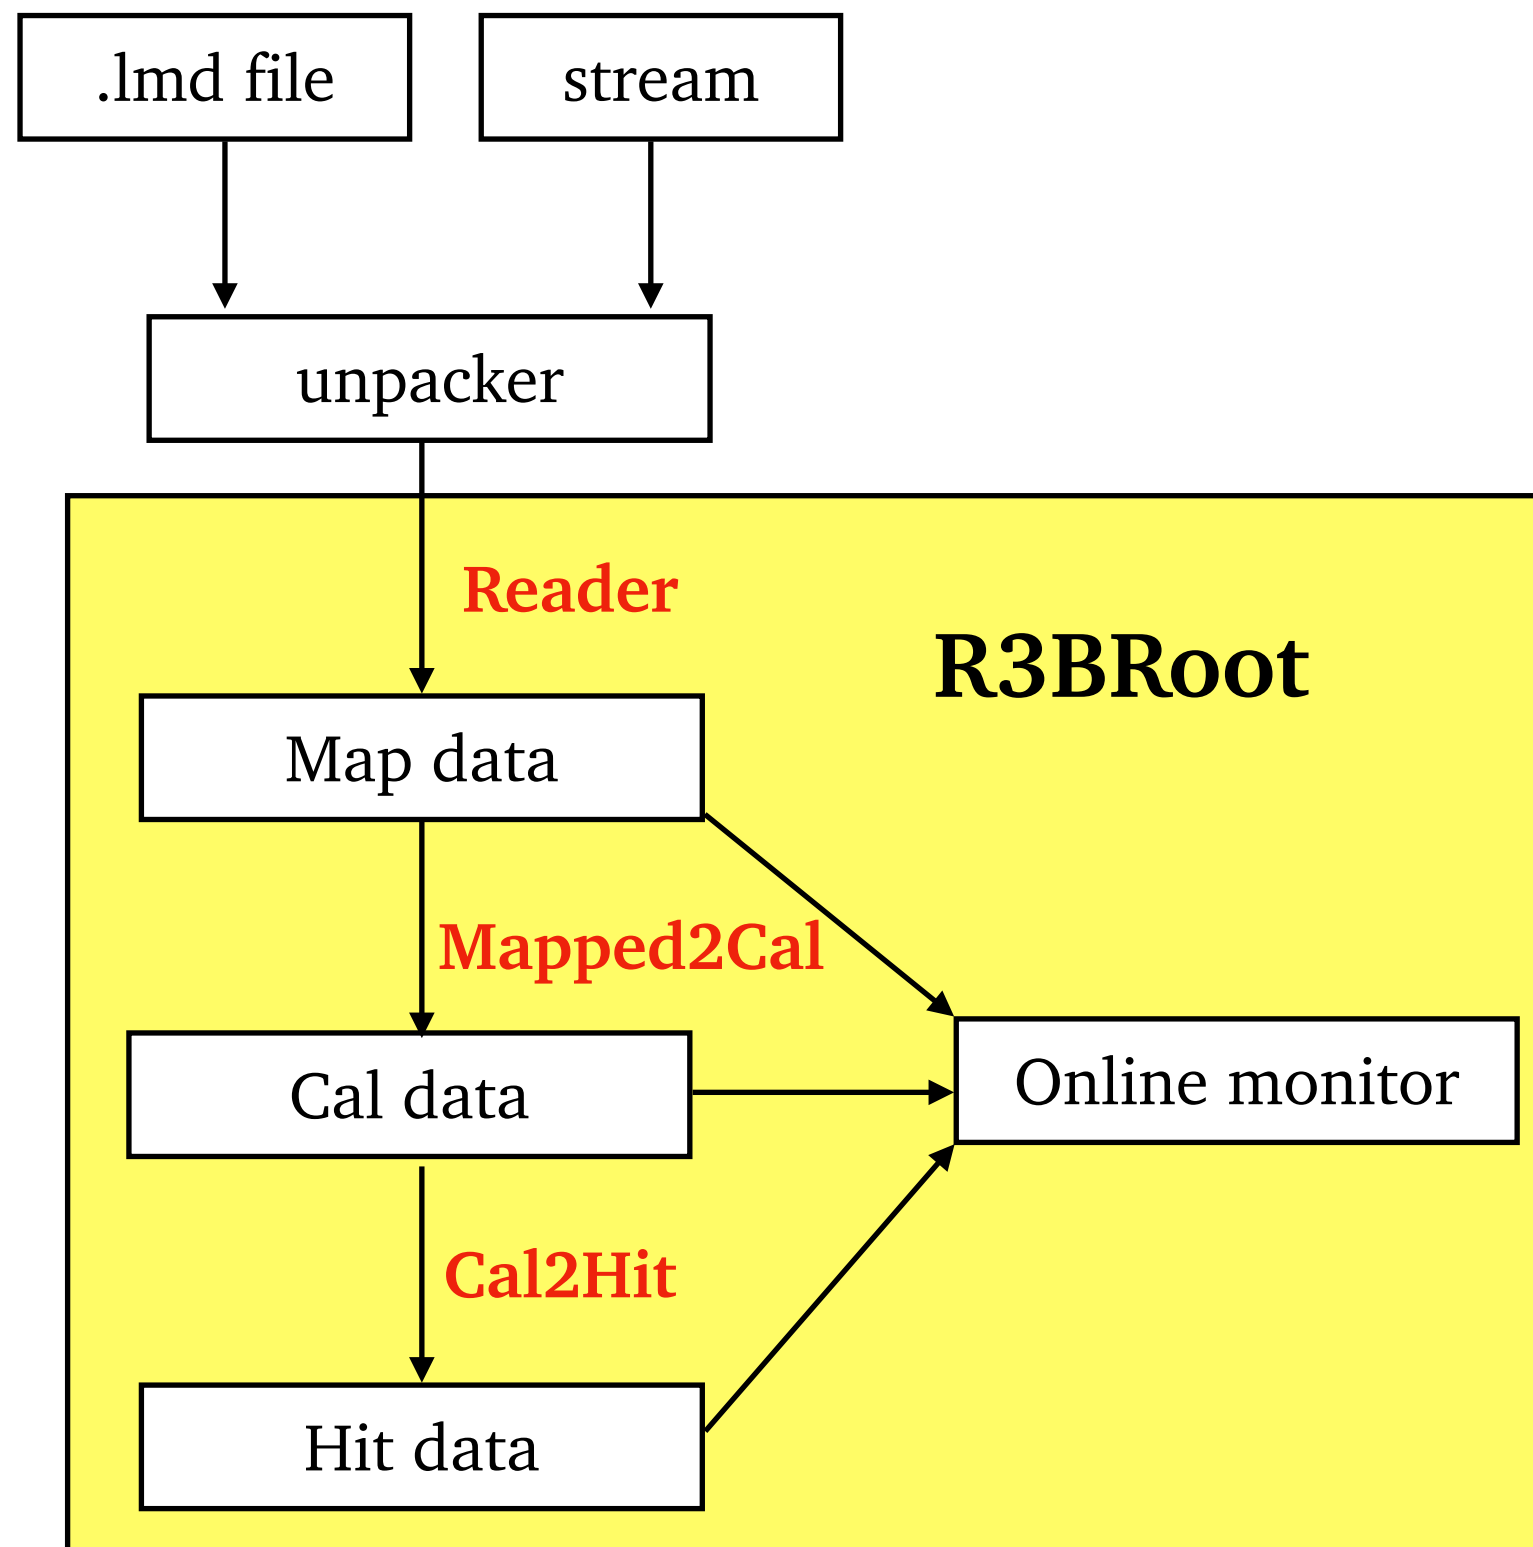 .lmd file
stream
unpacker
Reader
R3BRoot
Map data
Mapped2Cal
Cal data
Online monitor
Cal2Hit
Hit data